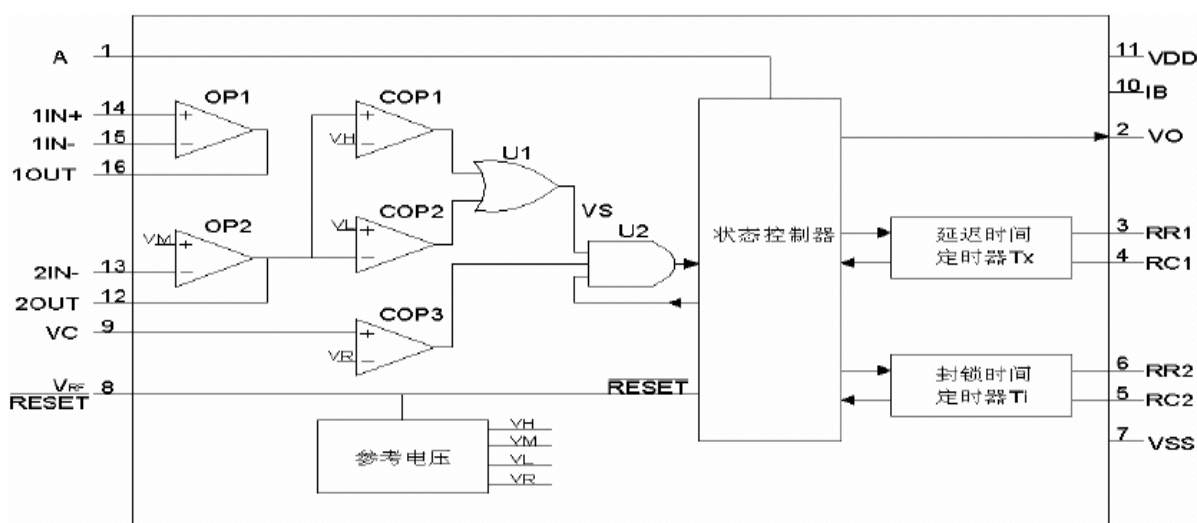 A 1
1IN+ 14
1IN- 15
1OUT 16
OP1
+
−
VM
OP2
+
−
2IN- 13
2OUT 12
VC 9
VRF 8
RESET
COP1
+
VH −
COP2
VL +
−
COP3
+
VR −
U1
VS
U2
RESET
参考电压
VH
VM
VL
VR
状态控制器
延迟时间
定时器Tx
封锁时间
定时器Ti
11 VDD
10 IB
2 VO
3 RR1
4 RC1
6 RR2
5 RC2
7 VSS